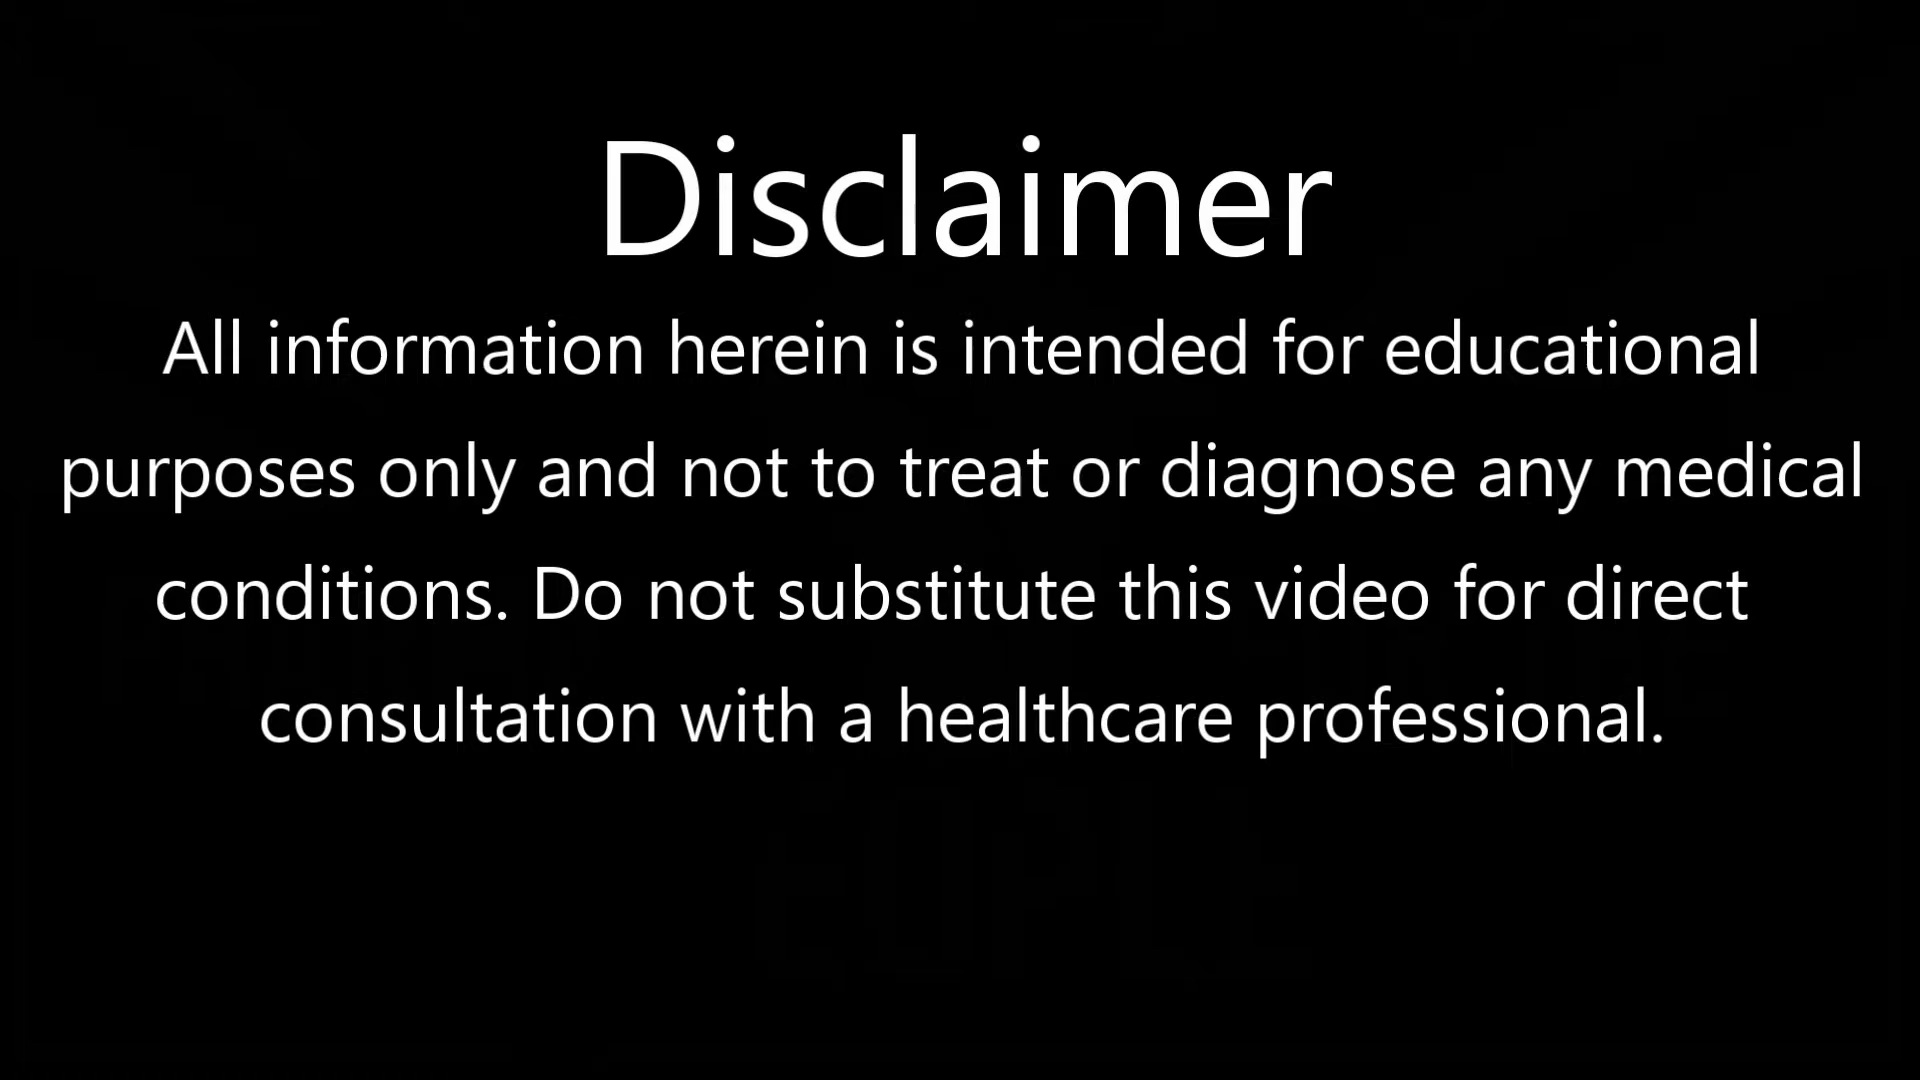 Disclaimer
All information herein is intended for educational
purposes only and not to treat or diagnose any medical
conditions. Do not substitute this video for direct
consultation with a healthcare professional.